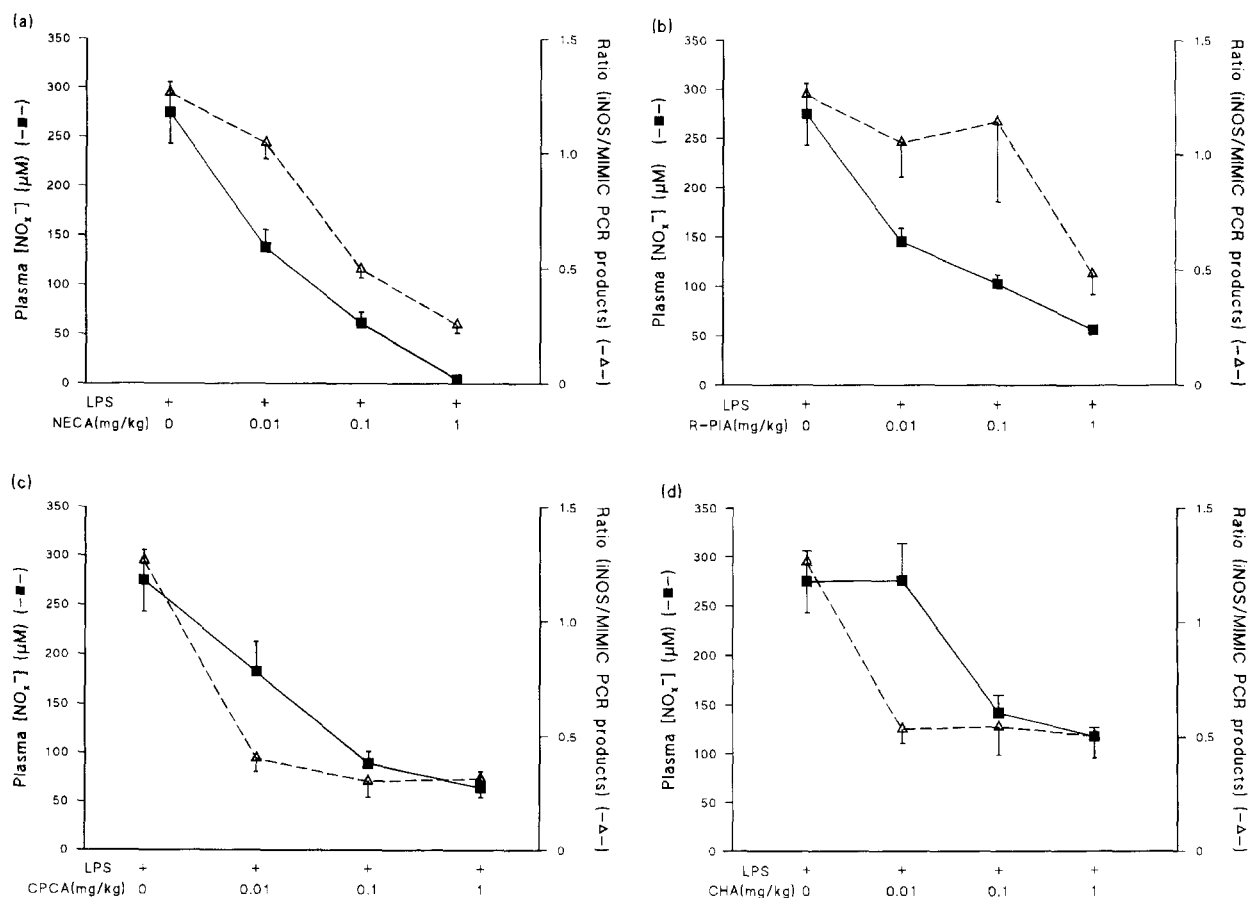 (a)
Plasma [NOx⁻] (μM) (–■–)
350
300
250
200
150
100
50
0
1.5
1.0
0.5
0
Ratio (iNOS/MIMIC PCR products) (–△–)
LPS + + + +
NECA(mg/kg) 0 0.01 0.1 1
(b)
Plasma [NOx⁻] (μM) (–■–)
350
300
250
200
150
100
50
0
1.5
1.0
0.5
0
Ratio (iNOS/MIMIC PCR products) (–△–)
LPS + + + +
R-PIA(mg/kg) 0 0.01 0.1 1
(c)
Plasma [NOx⁻] (μM) (–■–)
350
300
250
200
150
100
50
0
1.5
1
0.5
0
Ratio (iNOS/MIMIC PCR products) (–△–)
LPS + + + +
CPCA(mg/kg) 0 0.01 0.1 1
(d)
Plasma [NOx⁻] (μM) (–■–)
350
300
250
200
150
100
50
0
1.5
1
0.5
0
Ratio (iNOS/MIMIC PCR products) (–△–)
LPS + + + +
CHA(mg/kg) 0 0.01 0.1 1